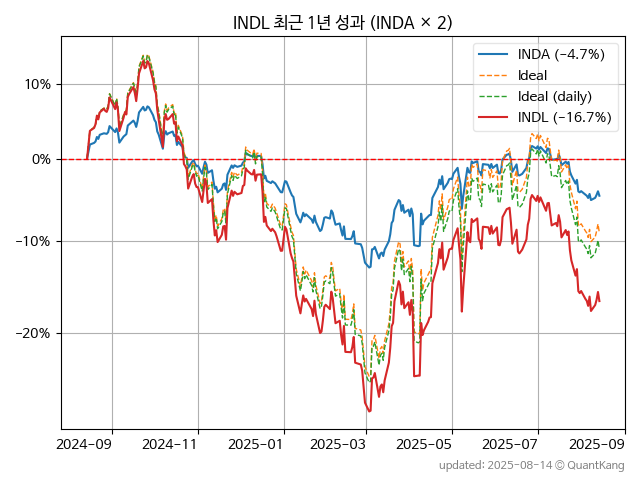 INDL 최근 1년 성과 (INDA × 2)
INDA (−4.7%)
Ideal
Ideal (daily)
INDL (−16.7%)
10%
0%
−10%
−20%
2024-09
2024-11
2025-01
2025-03
2025-05
2025-07
2025-09
updated: 2025-08-14 © QuantKang